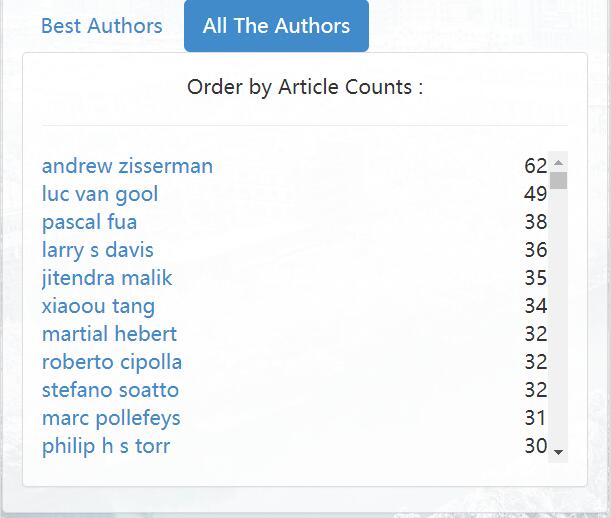 Best Authors All The Authors
Order by Article Counts :
andrew zisserman 62
luc van gool 49
pascal fua 38
larry s davis 36
jitendra malik 35
xiaoou tang 34
martial hebert 32
roberto cipolla 32
stefano soatto 32
marc pollefeys 31
philip h s torr 30